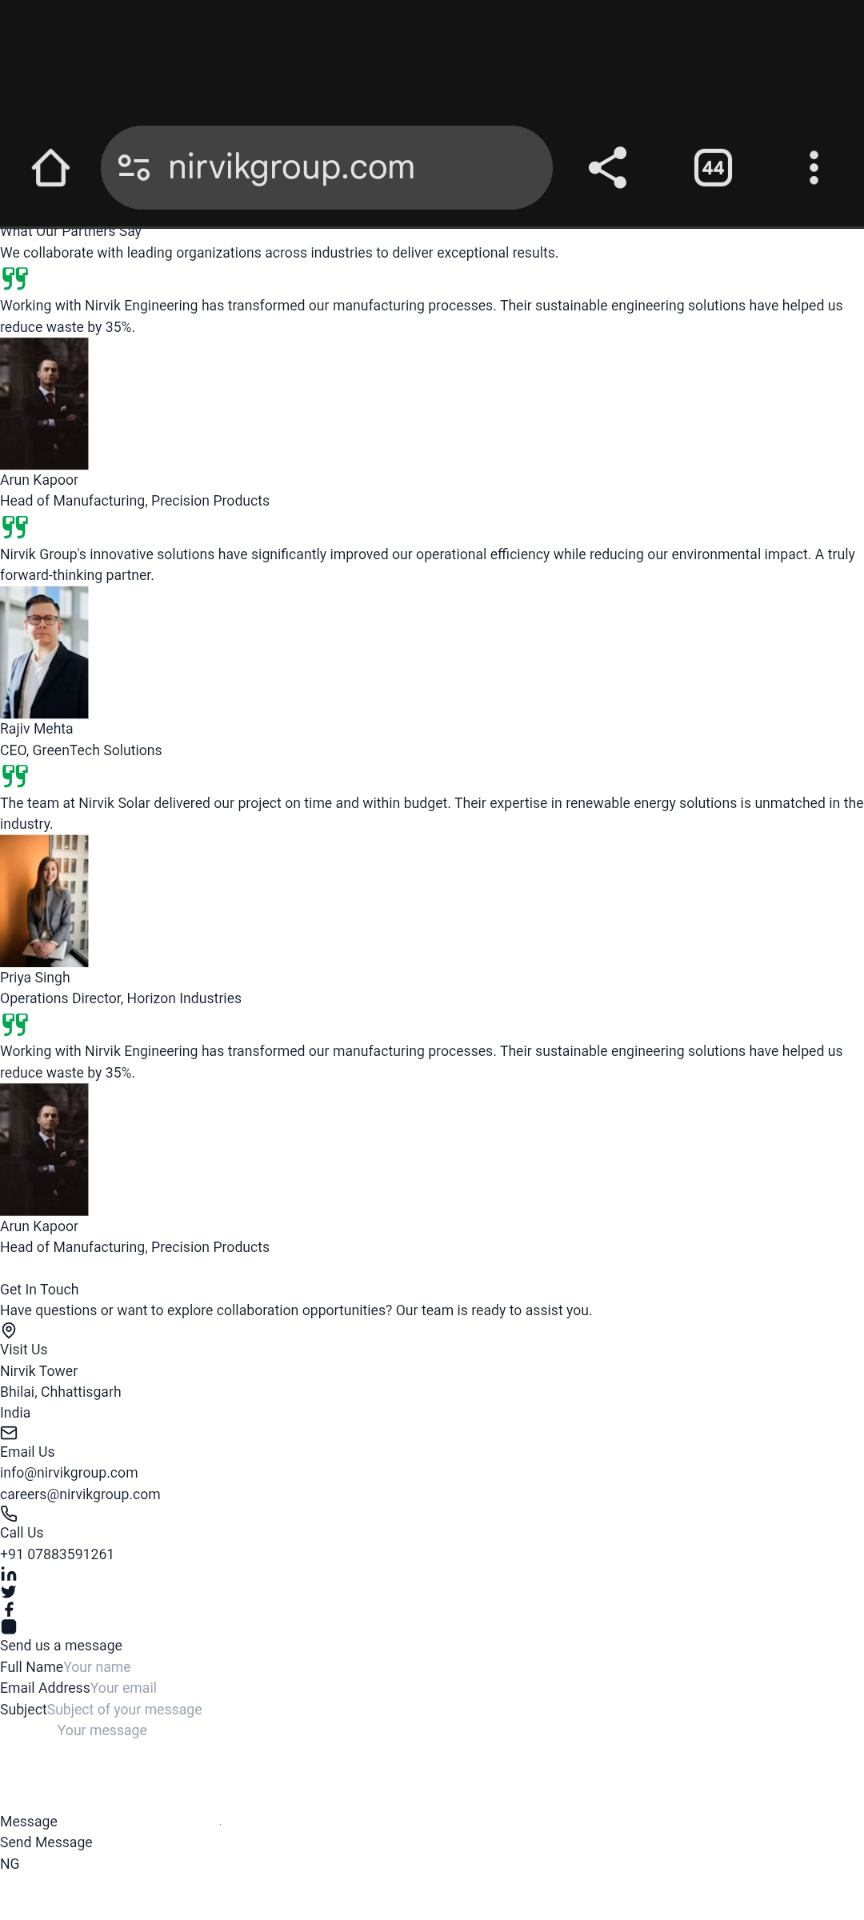 nirvikgroup.com
44
What Our Partners Say
We collaborate with leading organizations across industries to deliver exceptional results.
Working with Nirvik Engineering has transformed our manufacturing processes. Their sustainable engineering solutions have helped us
reduce waste by 35%.
Arun Kapoor
Head of Manufacturing, Precision Products
Nirvik Group's innovative solutions have significantly improved our operational efficiency while reducing our environmental impact. A truly
forward-thinking partner.
Rajiv Mehta
CEO, GreenTech Solutions
The team at Nirvik Solar delivered our project on time and within budget. Their expertise in renewable energy solutions is unmatched in the
industry.
Priya Singh
Operations Director, Horizon Industries
Working with Nirvik Engineering has transformed our manufacturing processes. Their sustainable engineering solutions have helped us
reduce waste by 35%.
Arun Kapoor
Head of Manufacturing, Precision Products
Get In Touch
Have questions or want to explore collaboration opportunities? Our team is ready to assist you.
Visit Us
Nirvik Tower
Bhilai, Chhattisgarh
India
Email Us
info@nirvikgroup.com
careers@nirvikgroup.com
Call Us
+91 07883591261
Send us a message
Full NameYour name
Email AddressYour email
SubjectSubject of your message
Your message
Message
Send Message
NG